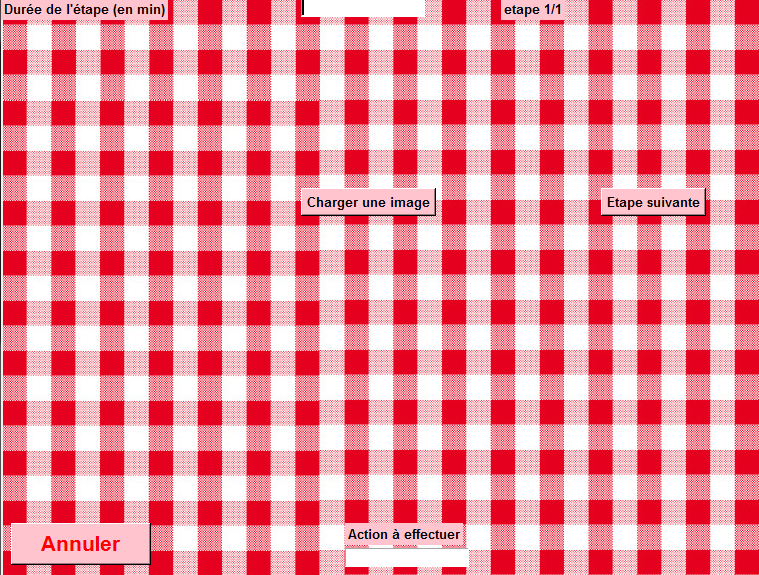 Durée de l'étape (en min)
etape 1/1
Charger une image
Etape suivante
Action à effectuer
Annuler